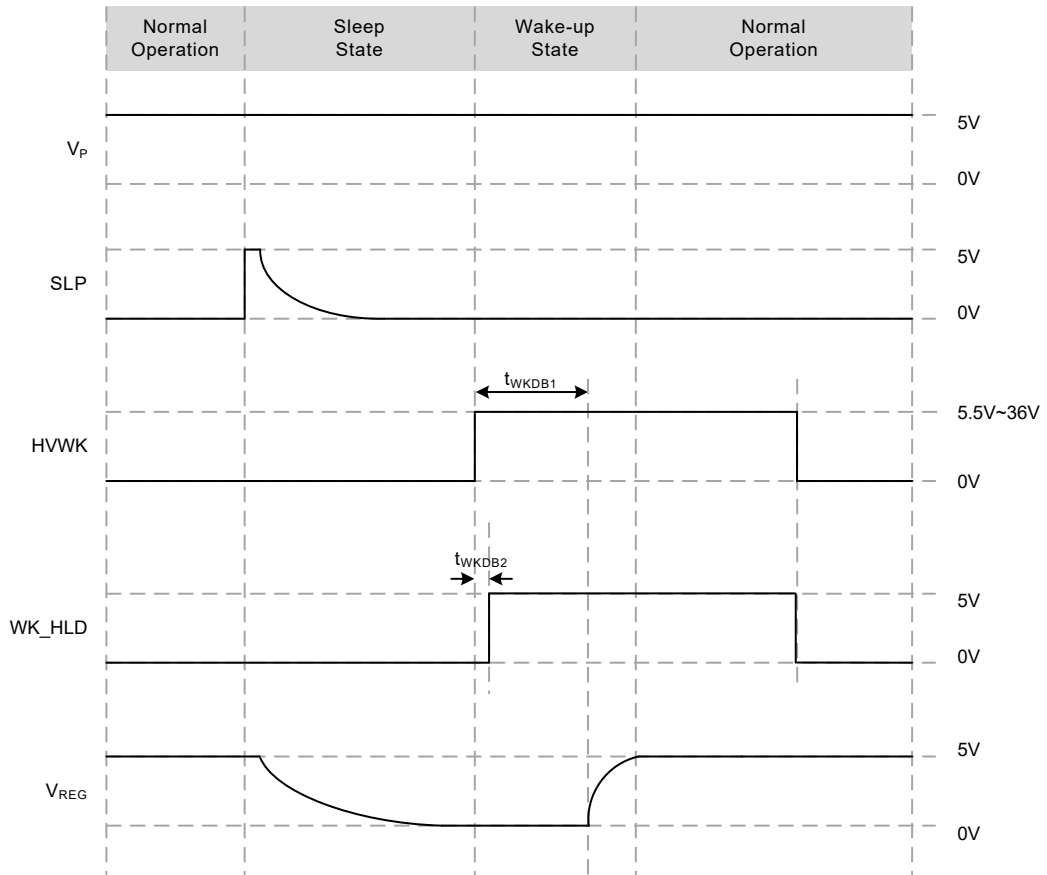 Normal
Operation
Sleep
State
Wake-up
State
Normal
Operation
VP
5V
0V
SLP
5V
0V
tWKDB1
HVWK
5.5V~36V
0V
tWKDB2
WK_HLD
5V
0V
VREG
5V
0V